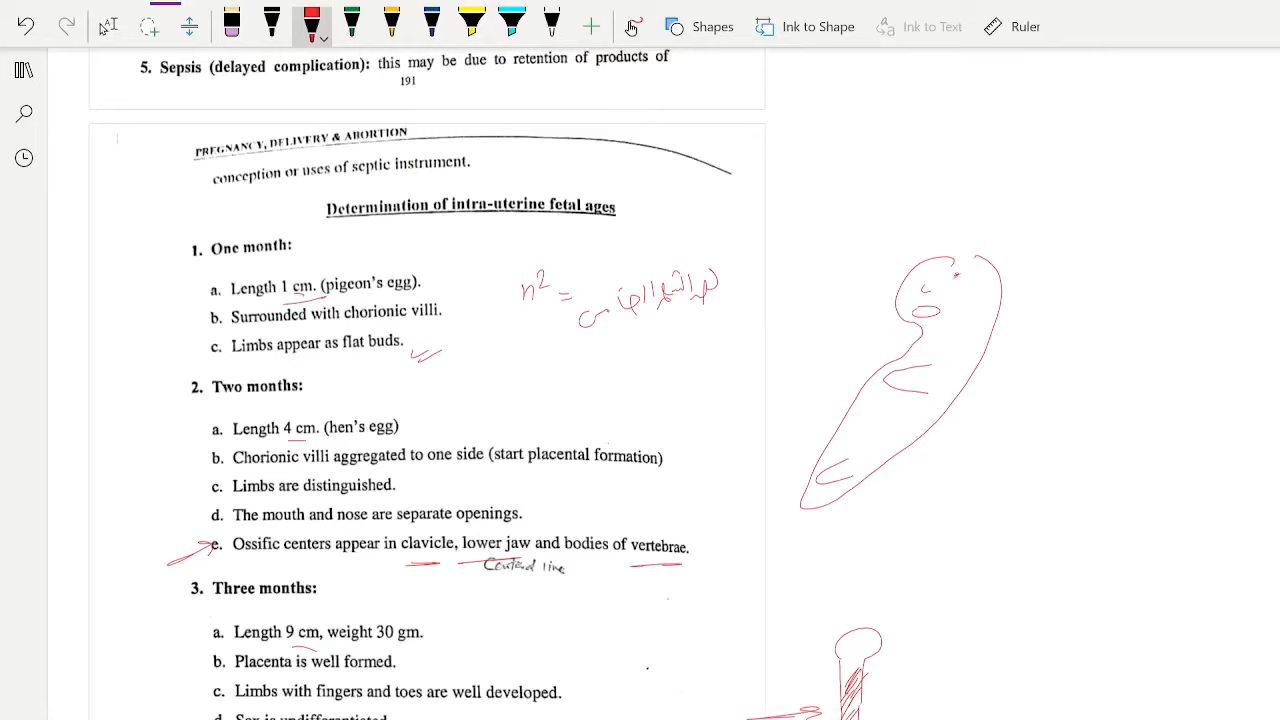 Shapes Ink to Shape Ink to Text Ruler
5. Sepsis (delayed complication): this may be due to retention of products of
191
PREGNANCY, DELIVERY & ABORTION
conception or uses of septic instrument.
Determination of intra-uterine fetal ages
1. One month:
a. Length 1 cm. (pigeon's egg).
b. Surrounded with chorionic villi.
c. Limbs appear as flat buds.
n² =
2. Two months:
a. Length 4 cm. (hen's egg)
b. Chorionic villi aggregated to one side (start placental formation)
c. Limbs are distinguished.
d. The mouth and nose are separate openings.
e. Ossific centers appear in clavicle, lower jaw and bodies of vertebrae.
line
3. Three months:
a. Length 9 cm, weight 30 gm.
b. Placenta is well formed.
c. Limbs with fingers and toes are well developed.
d. Sex is undifferentiated